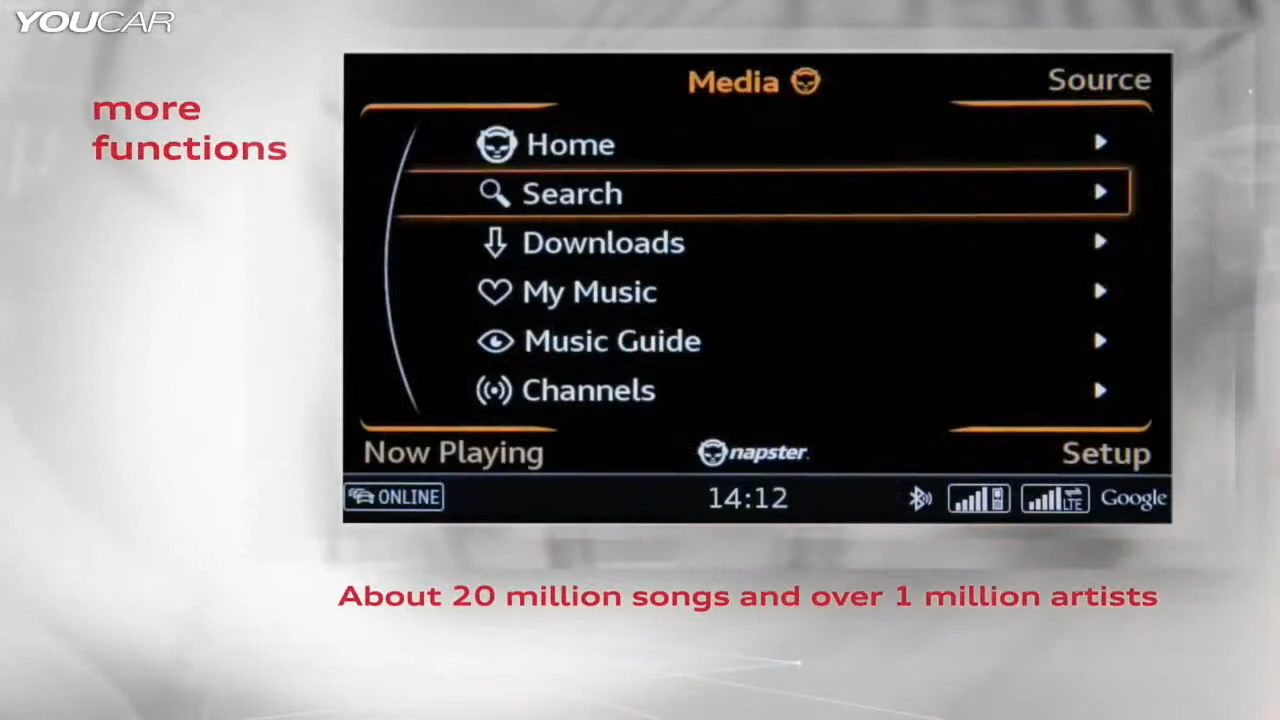 YOUCAR
more
functions
Media
Source
Home
Search
Downloads
My Music
Music Guide
Channels
Now Playing
napster.
Setup
ONLINE
14:12
LTE
Google
About 20 million songs and over 1 million artists